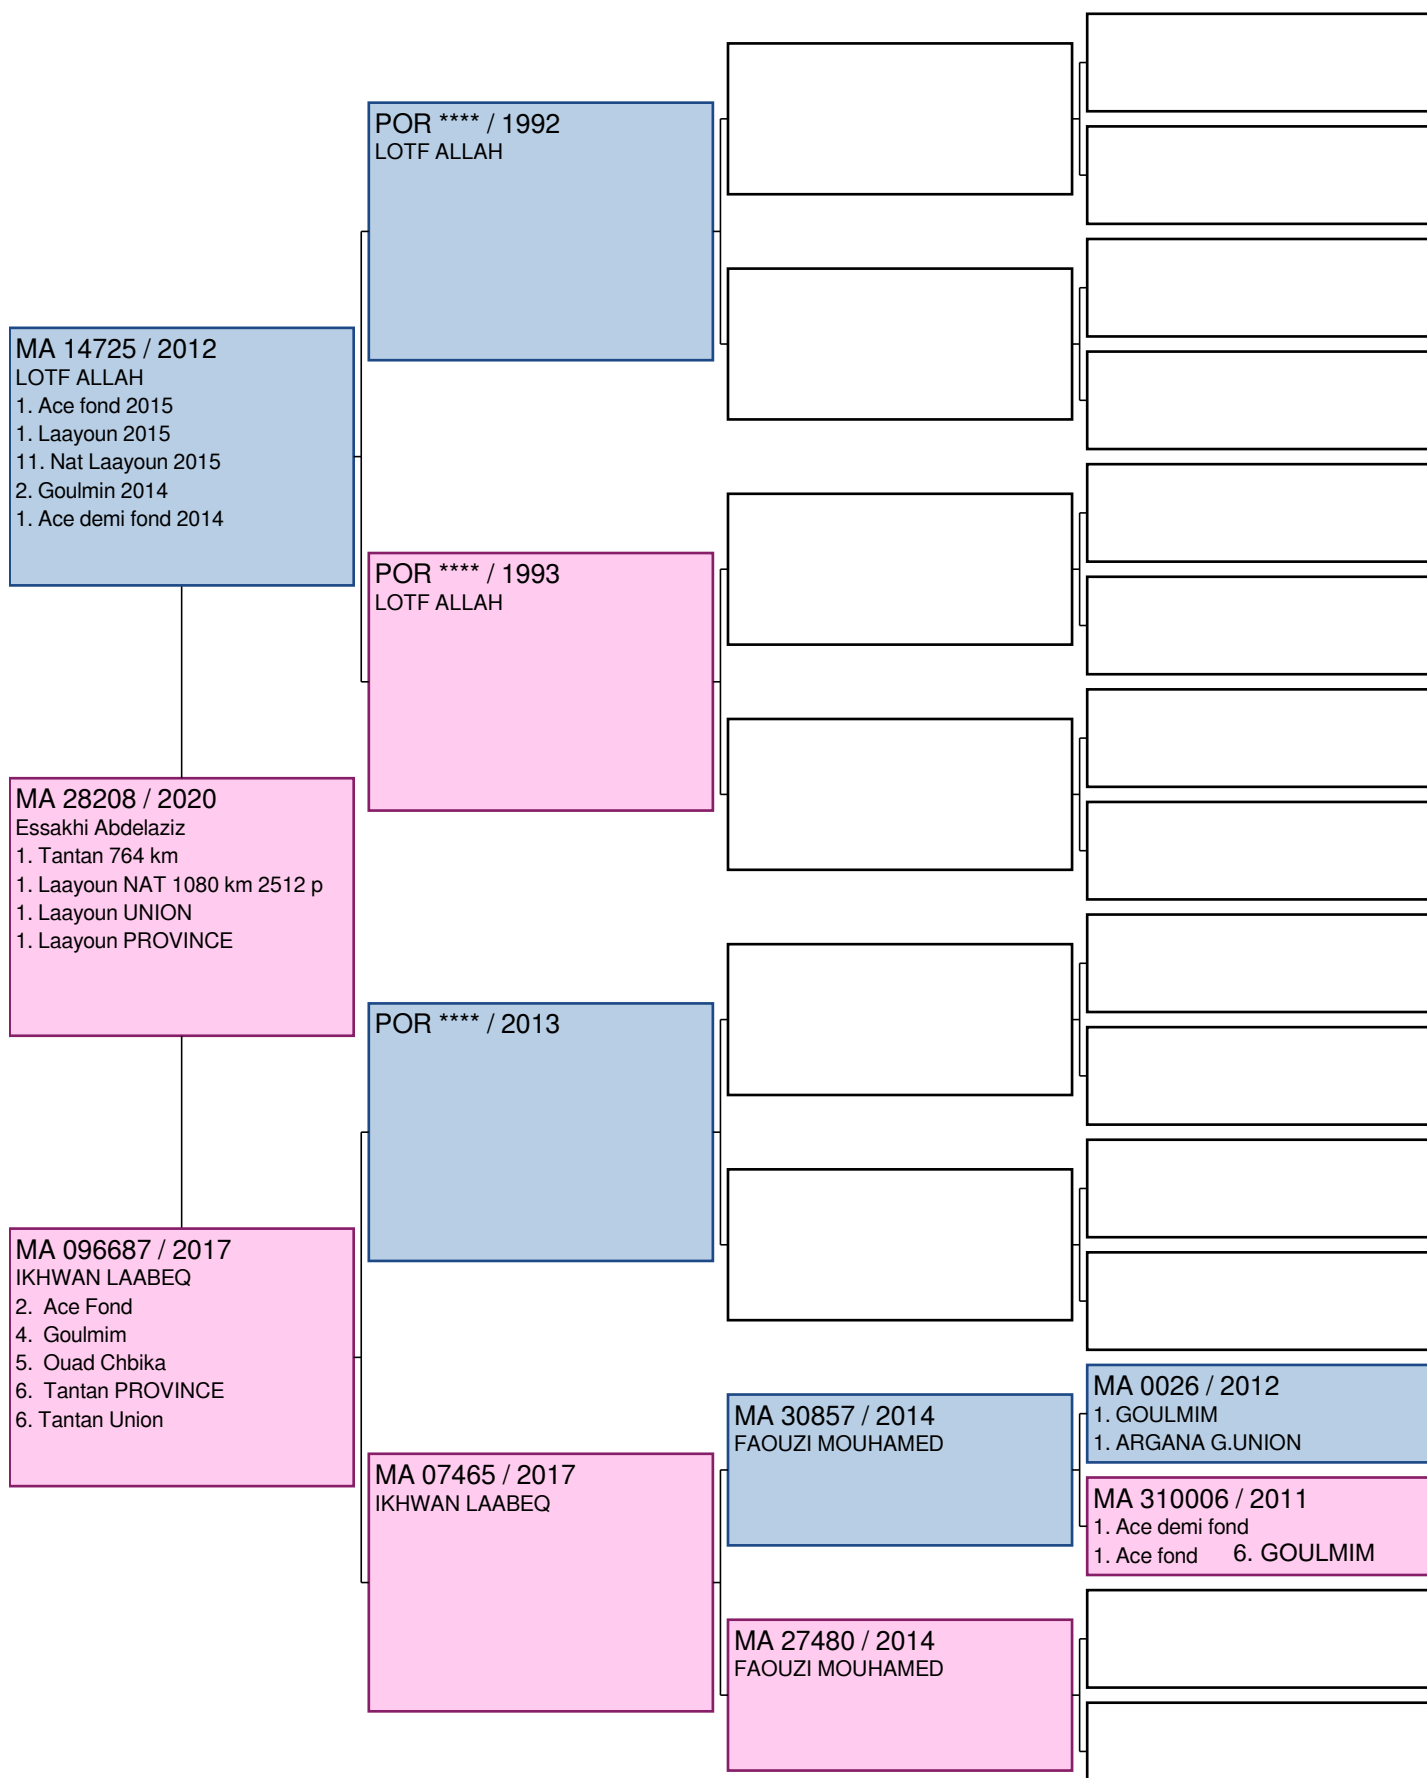 POR **** / 1992
LOTF ALLAH
MA 14725 / 2012
LOTF ALLAH
1. Ace fond 2015
1. Laayoun 2015
11. Nat Laayoun 2015
2. Goulmin 2014
1. Ace demi fond 2014
POR **** / 1993
LOTF ALLAH
MA 28208 / 2020
Essakhi Abdelaziz
1. Tantan 764 km
1. Laayoun NAT 1080 km 2512 p
1. Laayoun UNION
1. Laayoun PROVINCE
POR **** / 2013
MA 096687 / 2017
IKHWAN LAABEQ
2.  Ace Fond
4.  Goulmim
5.  Ouad Chbika
6.  Tantan PROVINCE
6. Tantan Union
MA 07465 / 2017
IKHWAN LAABEQ
MA 30857 / 2014
FAOUZI MOUHAMED
MA 0026 / 2012
1. GOULMIM
1. ARGANA G.UNION
MA 310006 / 2011
1. Ace demi fond
1. Ace fond 6. GOULMIM
MA 27480 / 2014
FAOUZI MOUHAMED